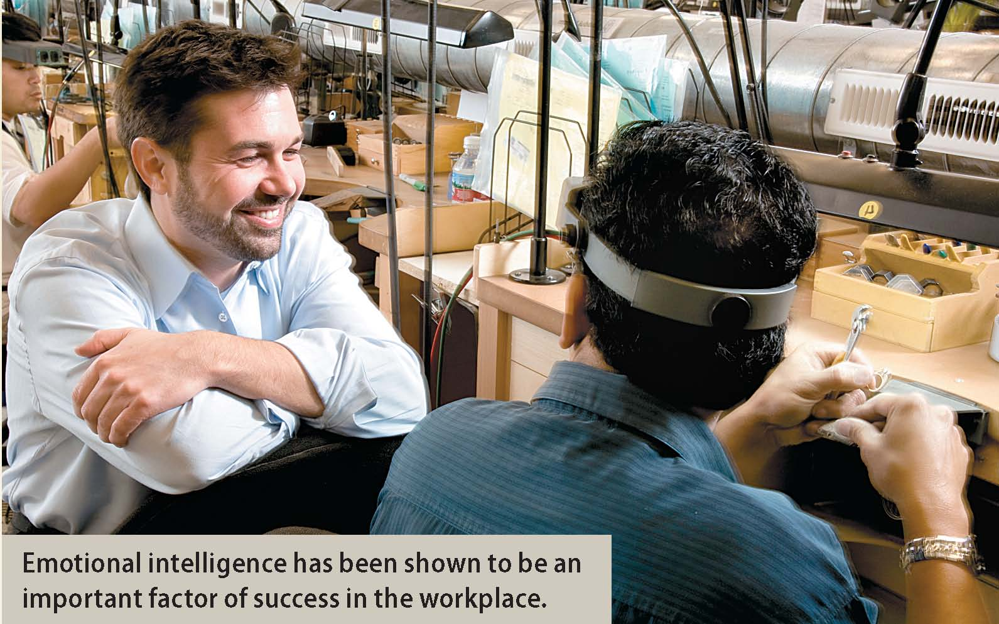 Emotional intelligence has been shown to be an
important factor of success in the workplace.